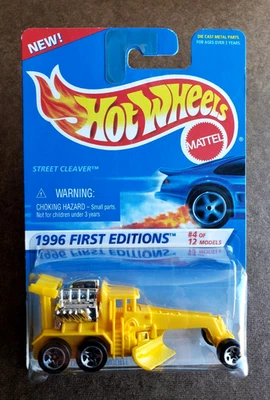 NEW!
DIE CAST METAL PARTS.
FOR AGES OVER 3 YEARS.
HOT WHEELS
MATTEL
STREET CLEAVER™
WARNING:
CHOKING HAZARD – Small parts.
Not for children under 3 years
1996 FIRST EDITIONS™
#4 OF
12 MODELS